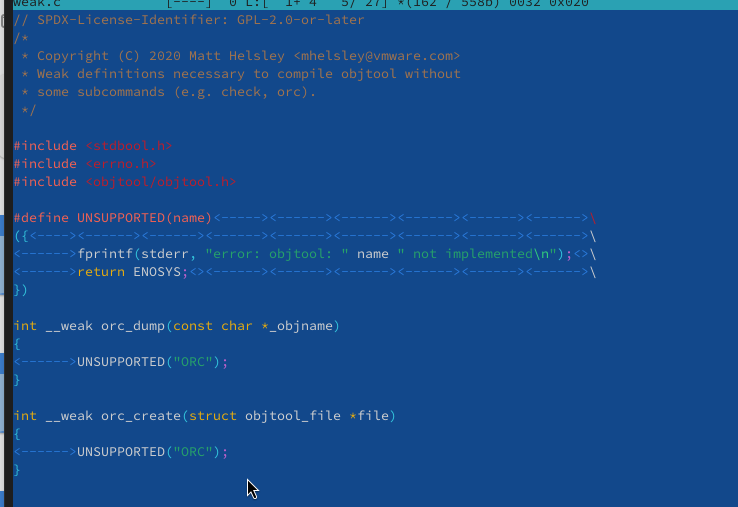 weak.c [----] 0 L:[ 1+ 4 5/ 27] *(162 / 558b) 0032 0x020
// SPDX-License-Identifier: GPL-2.0-or-later
/*
 * Copyright (C) 2020 Matt Helsley <mhelsley@vmware.com>
 * Weak definitions necessary to compile objtool without
 * some subcommands (e.g. check, orc).
 */
#include <stdbool.h>
#include <errno.h>
#include <objtool/objtool.h>
#define UNSUPPORTED(name)<-----><------><------><------><------><------>\
({<----><------><------><------><------><------><------><------><------>\
<------>fprintf(stderr, "error: objtool: " name " not implemented\n");<>\
<------>return ENOSYS;<><------><------><------><------><------><------>\
})
int __weak orc_dump(const char *_objname)
{
<------>UNSUPPORTED("ORC");
}
int __weak orc_create(struct objtool_file *file)
{
<------>UNSUPPORTED("ORC");
}